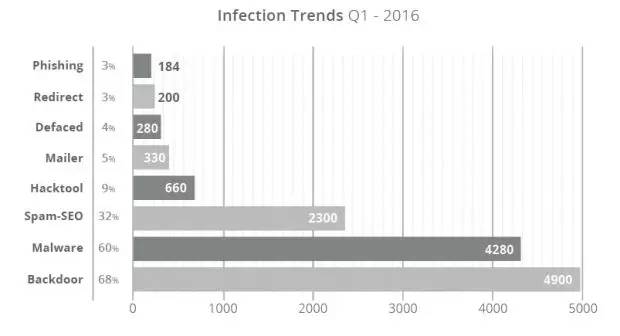 Infection Trends Q1 - 2016
Phishing 3% 184
Redirect 3% 200
Defaced 4% 280
Mailer 5% 330
Hacktool 9% 660
Spam-SEO 32% 2300
Malware 60% 4280
Backdoor 68% 4900
0 1000 2000 3000 4000 5000